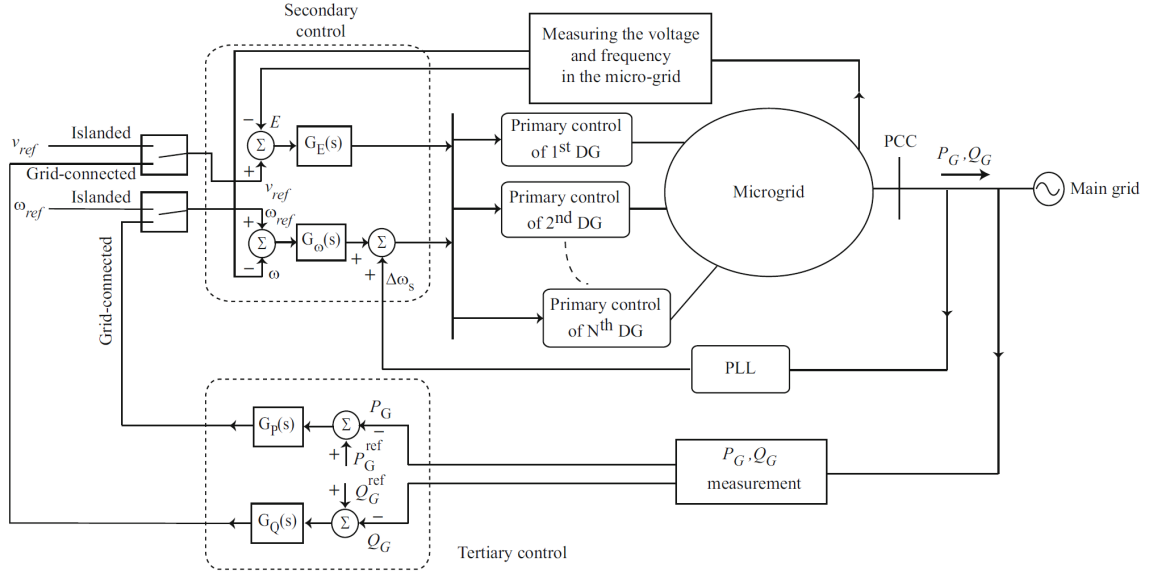 Secondary
control
Measuring the voltage
and frequency
in the micro-grid
v_ref
Islanded
Grid-connected
ω_ref
Islanded
Grid-connected
−
E
Σ
+
G_E(s)
v_ref
ω_ref
+
Σ
−
ω
G_ω(s)
+
Σ
+
Δω_s
Primary control
of 1st DG
Primary control
of 2nd DG
Primary control
of Nth DG
Microgrid
PCC
P_G , Q_G
Main grid
PLL
G_P(s)
Σ
P_G
−
+
P_G^ref
+
Q_G^ref
G_Q(s)
Σ
−
Q_G
P_G , Q_G
measurement
Tertiary control